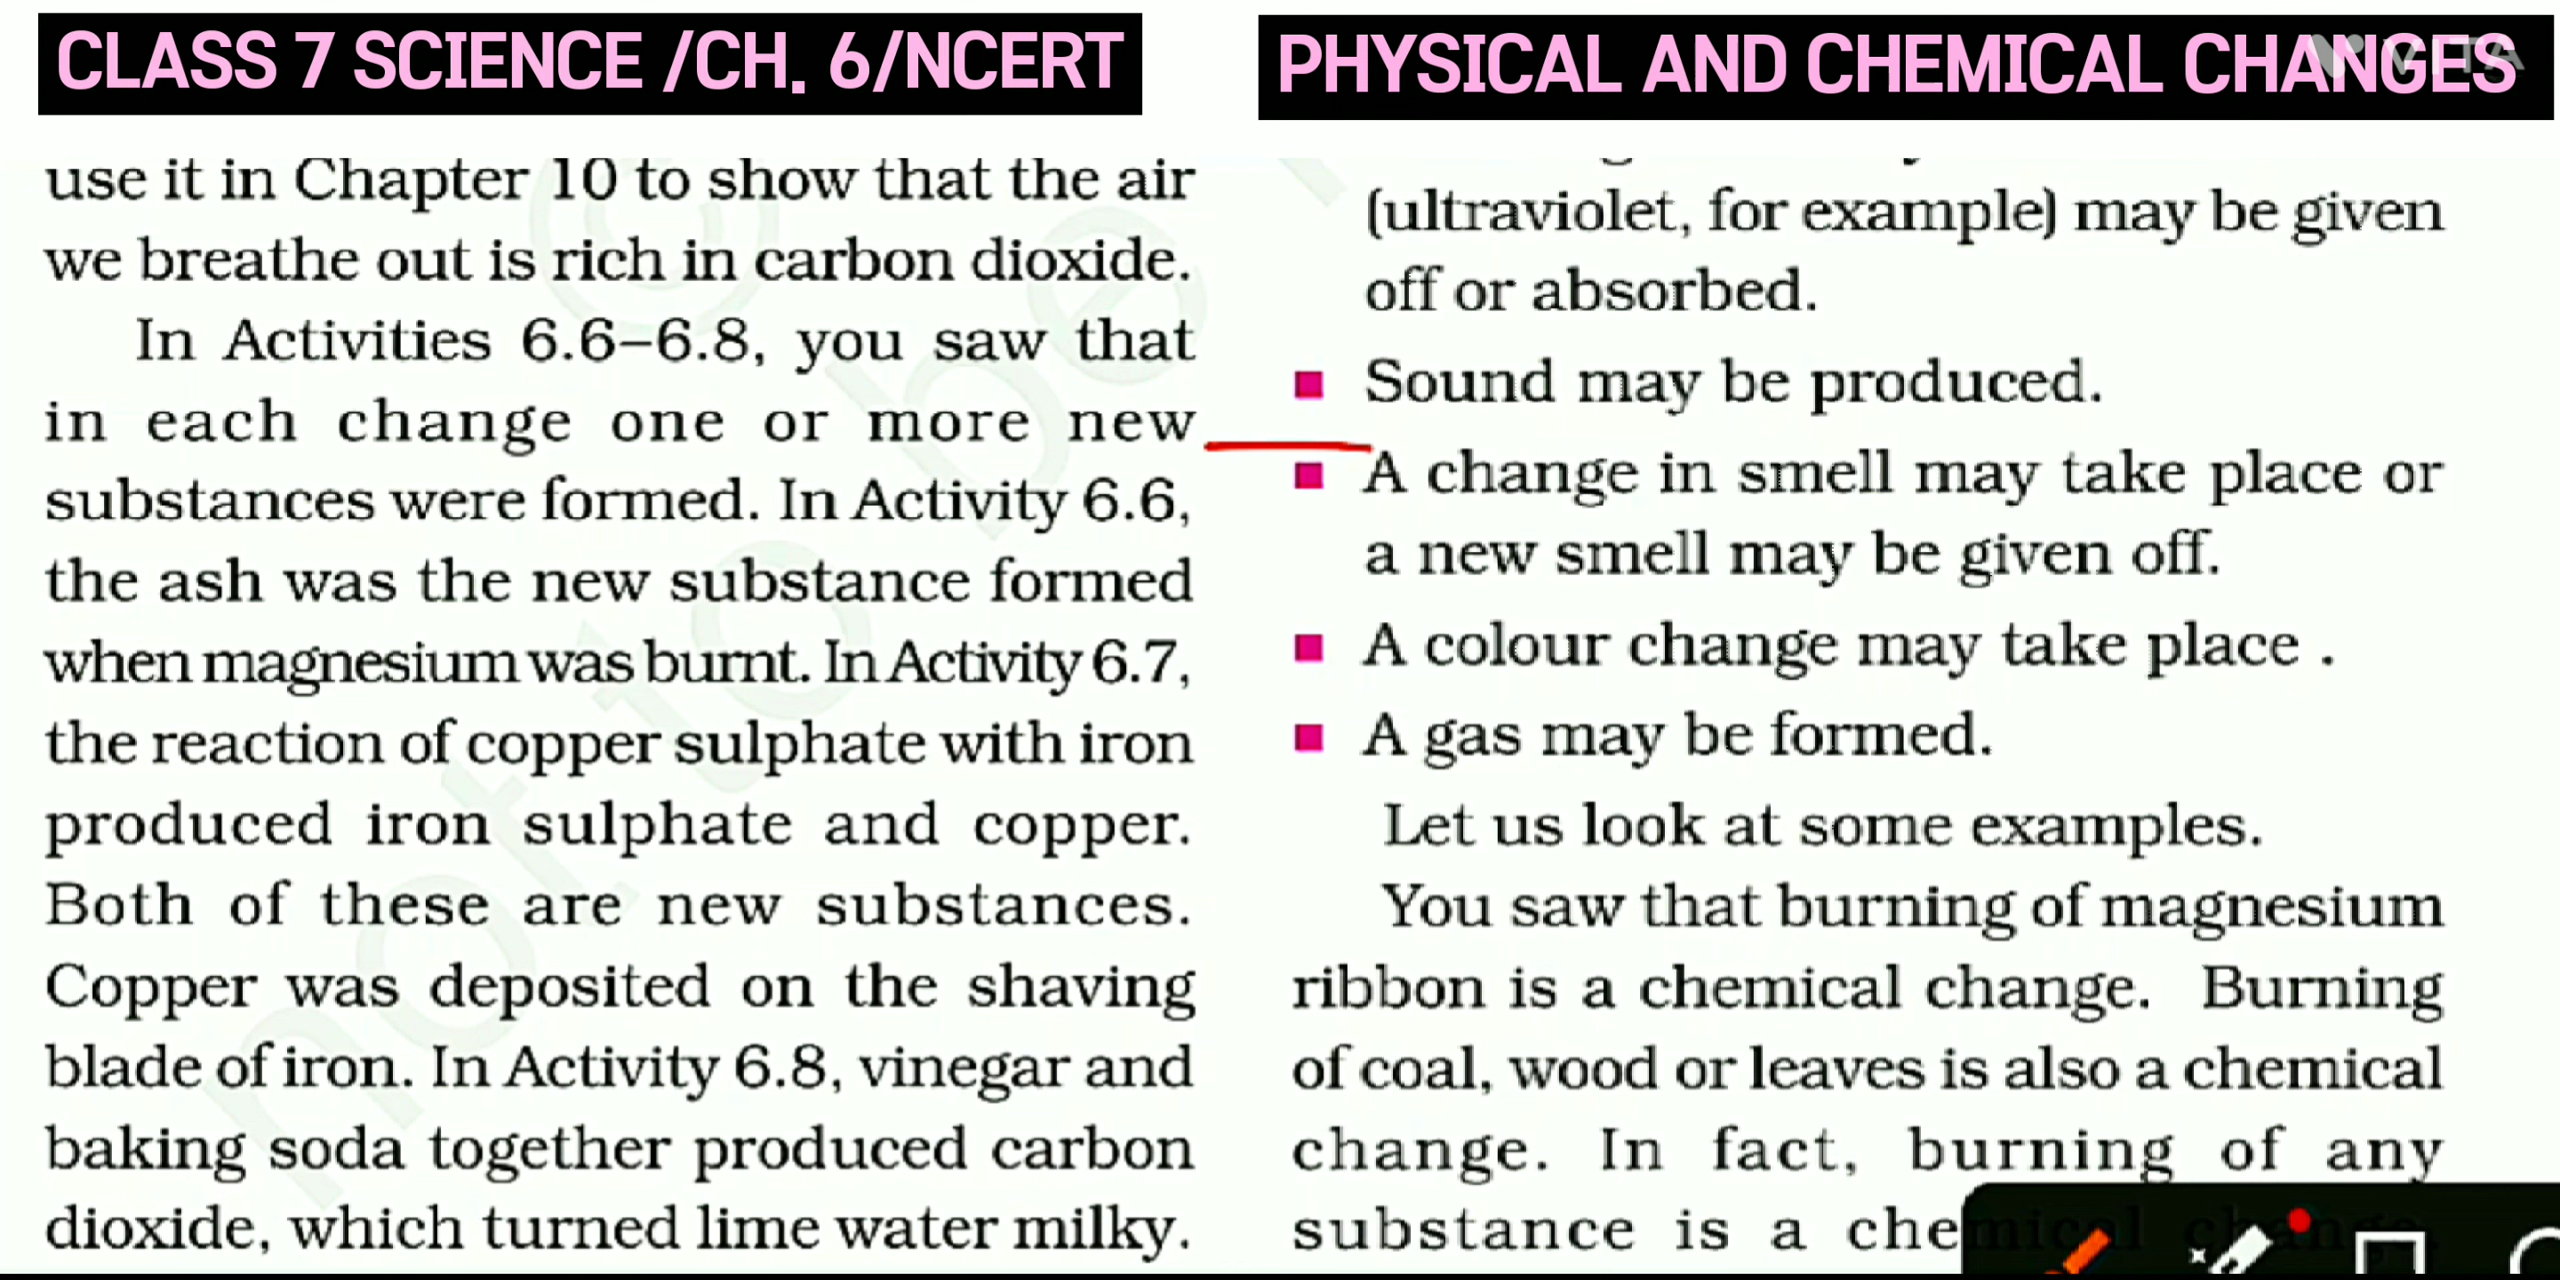 CLASS 7 SCIENCE /CH. 6/NCERT
PHYSICAL AND CHEMICAL CHANGES
VITA
use it in Chapter 10 to show that the air
we breathe out is rich in carbon dioxide.
In Activities 6.6–6.8, you saw that
in each change one or more new
substances were formed. In Activity 6.6,
the ash was the new substance formed
when magnesium was burnt. In Activity 6.7,
the reaction of copper sulphate with iron
produced iron sulphate and copper.
Both of these are new substances.
Copper was deposited on the shaving
blade of iron. In Activity 6.8, vinegar and
baking soda together produced carbon
dioxide, which turned lime water milky.
(ultraviolet, for example) may be given
off or absorbed.
■ Sound may be produced.
■ A change in smell may take place or
a new smell may be given off.
■ A colour change may take place .
■ A gas may be formed.
Let us look at some examples.
You saw that burning of magnesium
ribbon is a chemical change. Burning
of coal, wood or leaves is also a chemical
change. In fact, burning of any
substance is a chemical change.
not to be